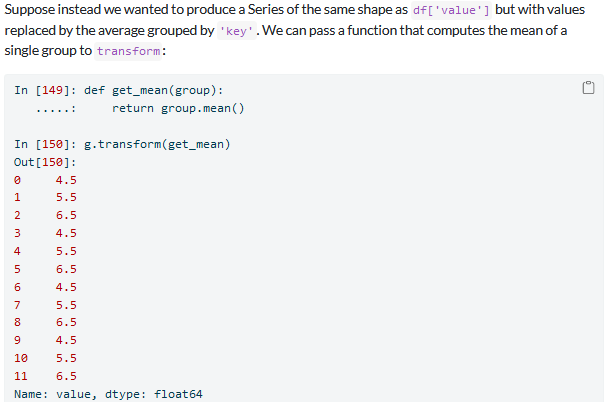 Suppose instead we wanted to produce a Series of the same shape as df['value'] but with values
replaced by the average grouped by 'key'. We can pass a function that computes the mean of a
single group to transform:
In [149]: def get_mean(group):
   .....:     return group.mean()
In [150]: g.transform(get_mean)
Out[150]:
0     4.5
1     5.5
2     6.5
3     4.5
4     5.5
5     6.5
6     4.5
7     5.5
8     6.5
9     4.5
10    5.5
11    6.5
Name: value, dtype: float64